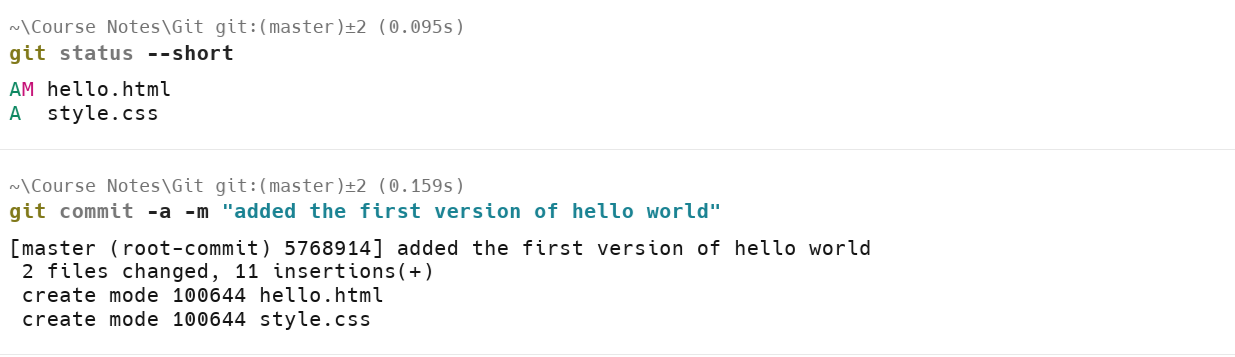 ~\Course Notes\Git git:(master)±2 (0.095s)
git status --short
AM hello.html
A  style.css
~\Course Notes\Git git:(master)±2 (0.159s)
git commit -a -m "added the first version of hello world"
[master (root-commit) 5768914] added the first version of hello world
 2 files changed, 11 insertions(+)
 create mode 100644 hello.html
 create mode 100644 style.css